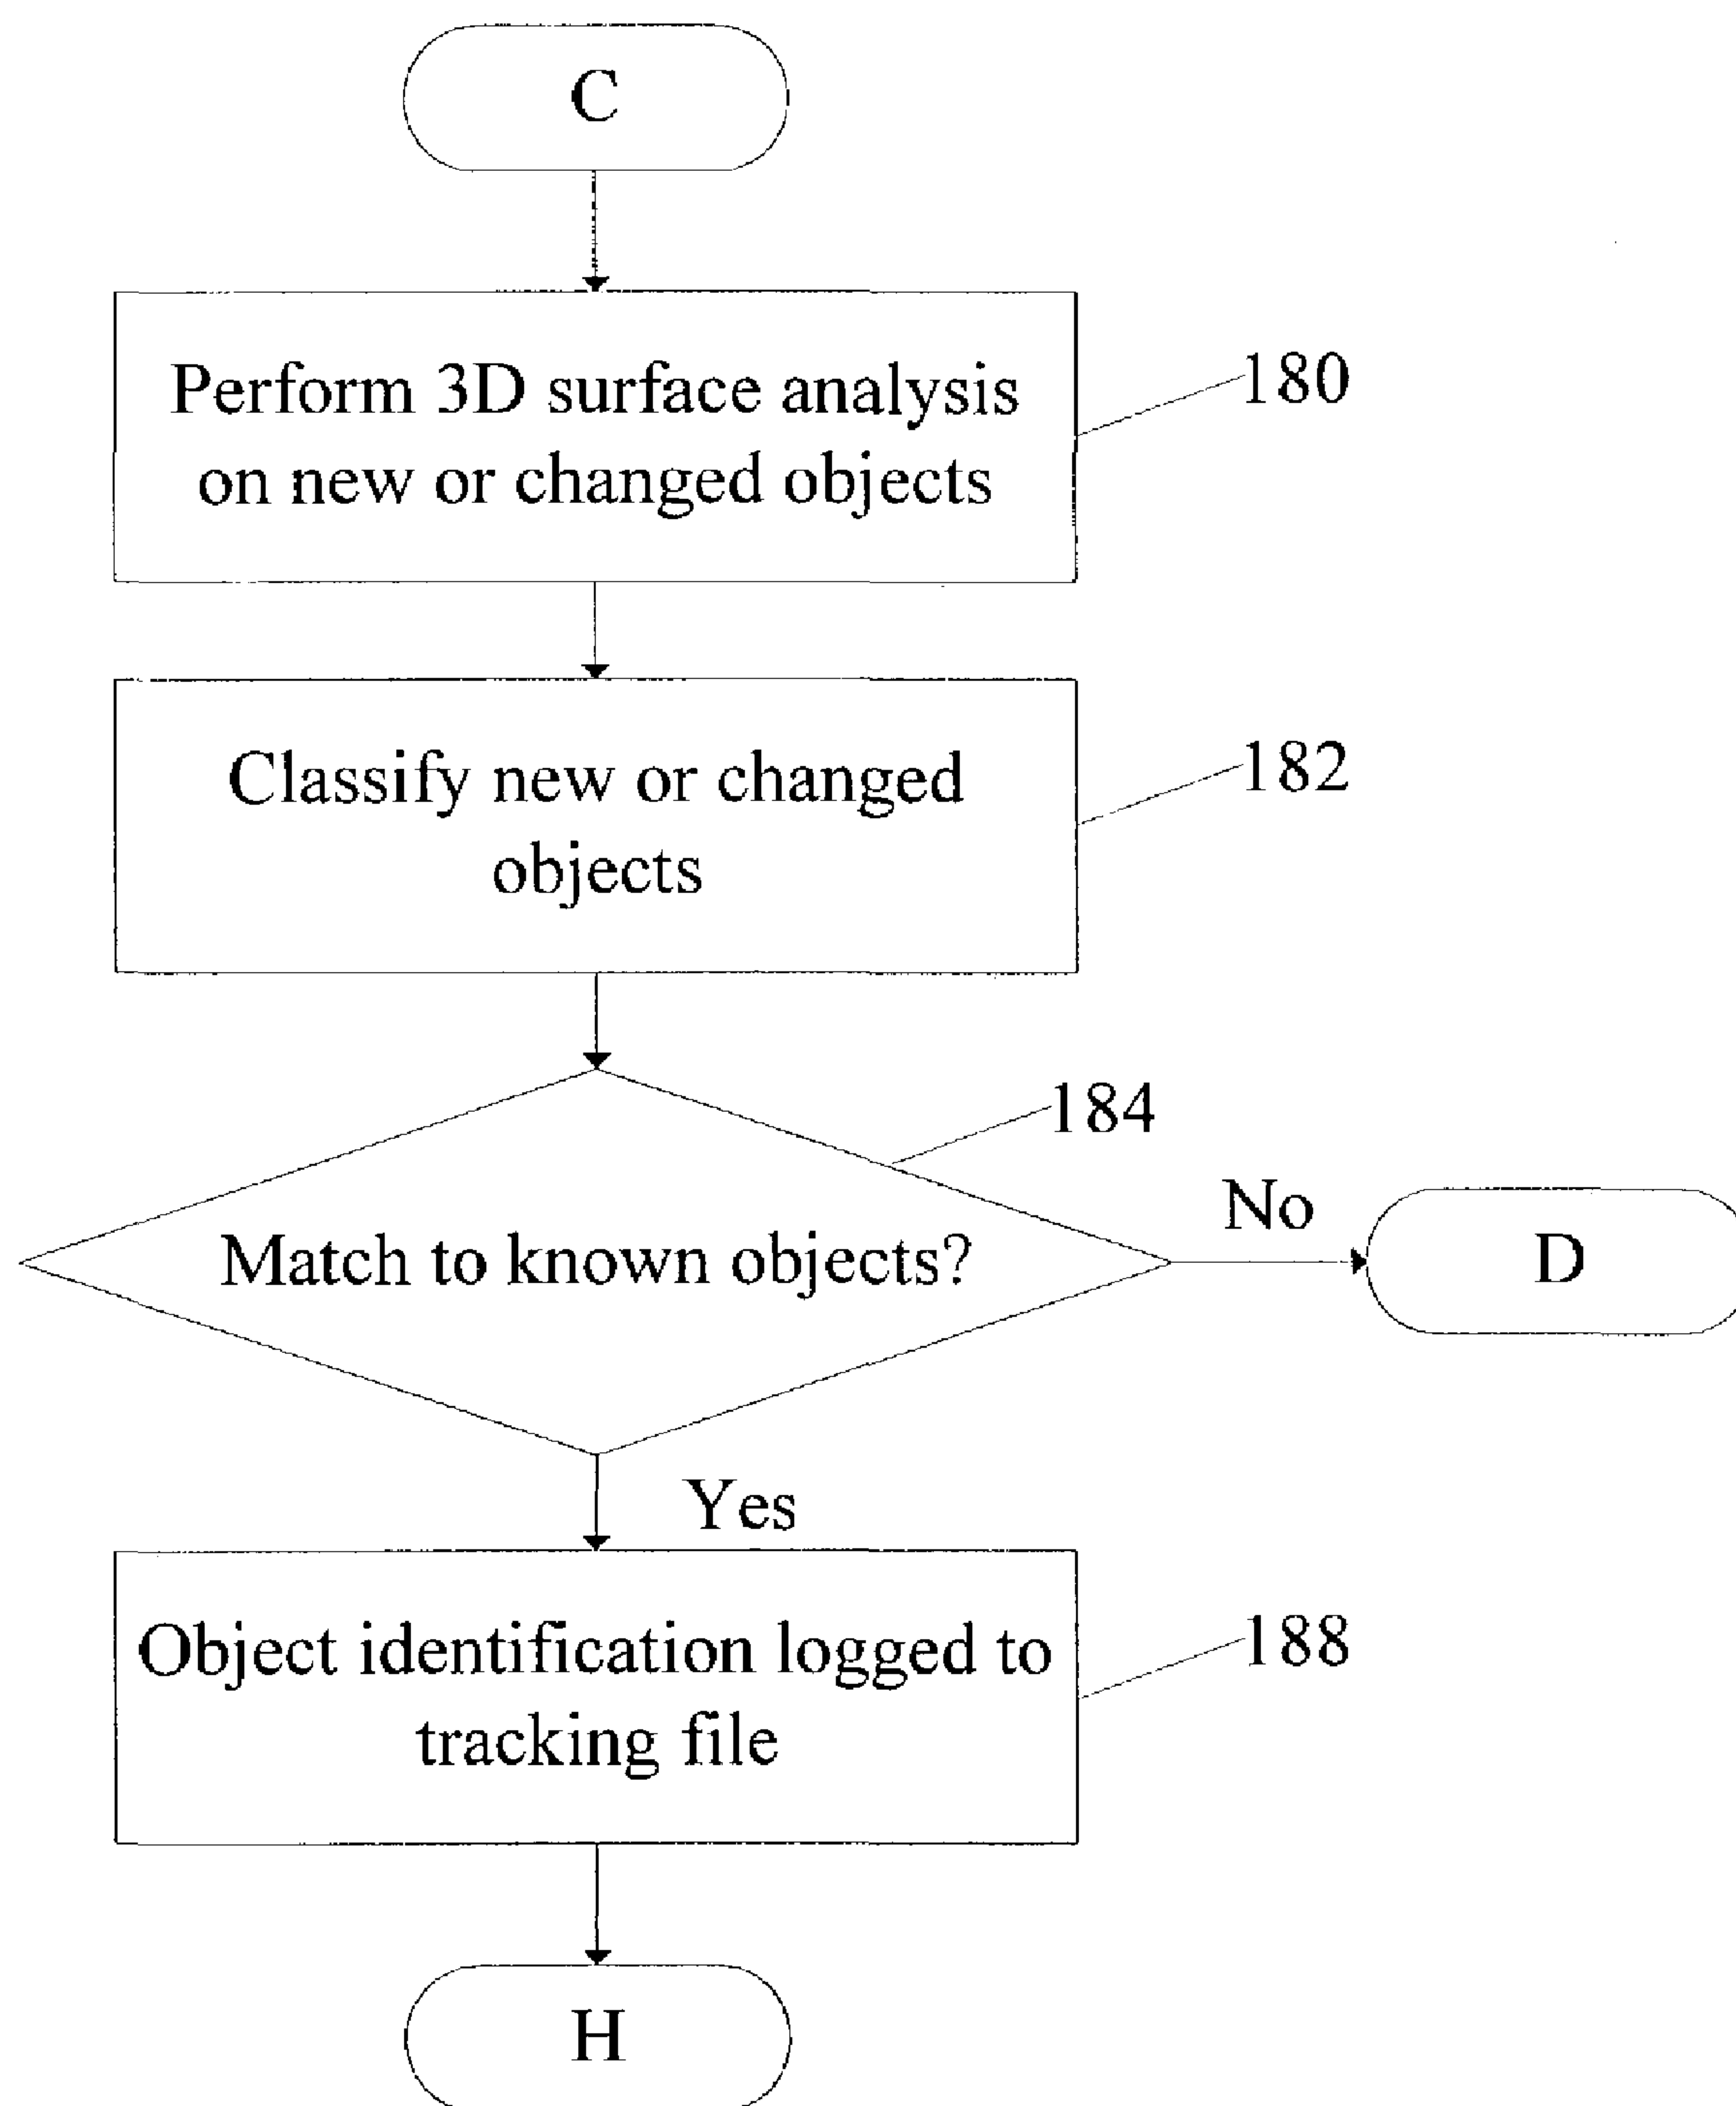 C
Perform 3D surface analysis
on new or changed objects
180
Classify new or changed
objects
182
184
Match to known objects?
No
D
Yes
Object identification logged to
tracking file
188
H